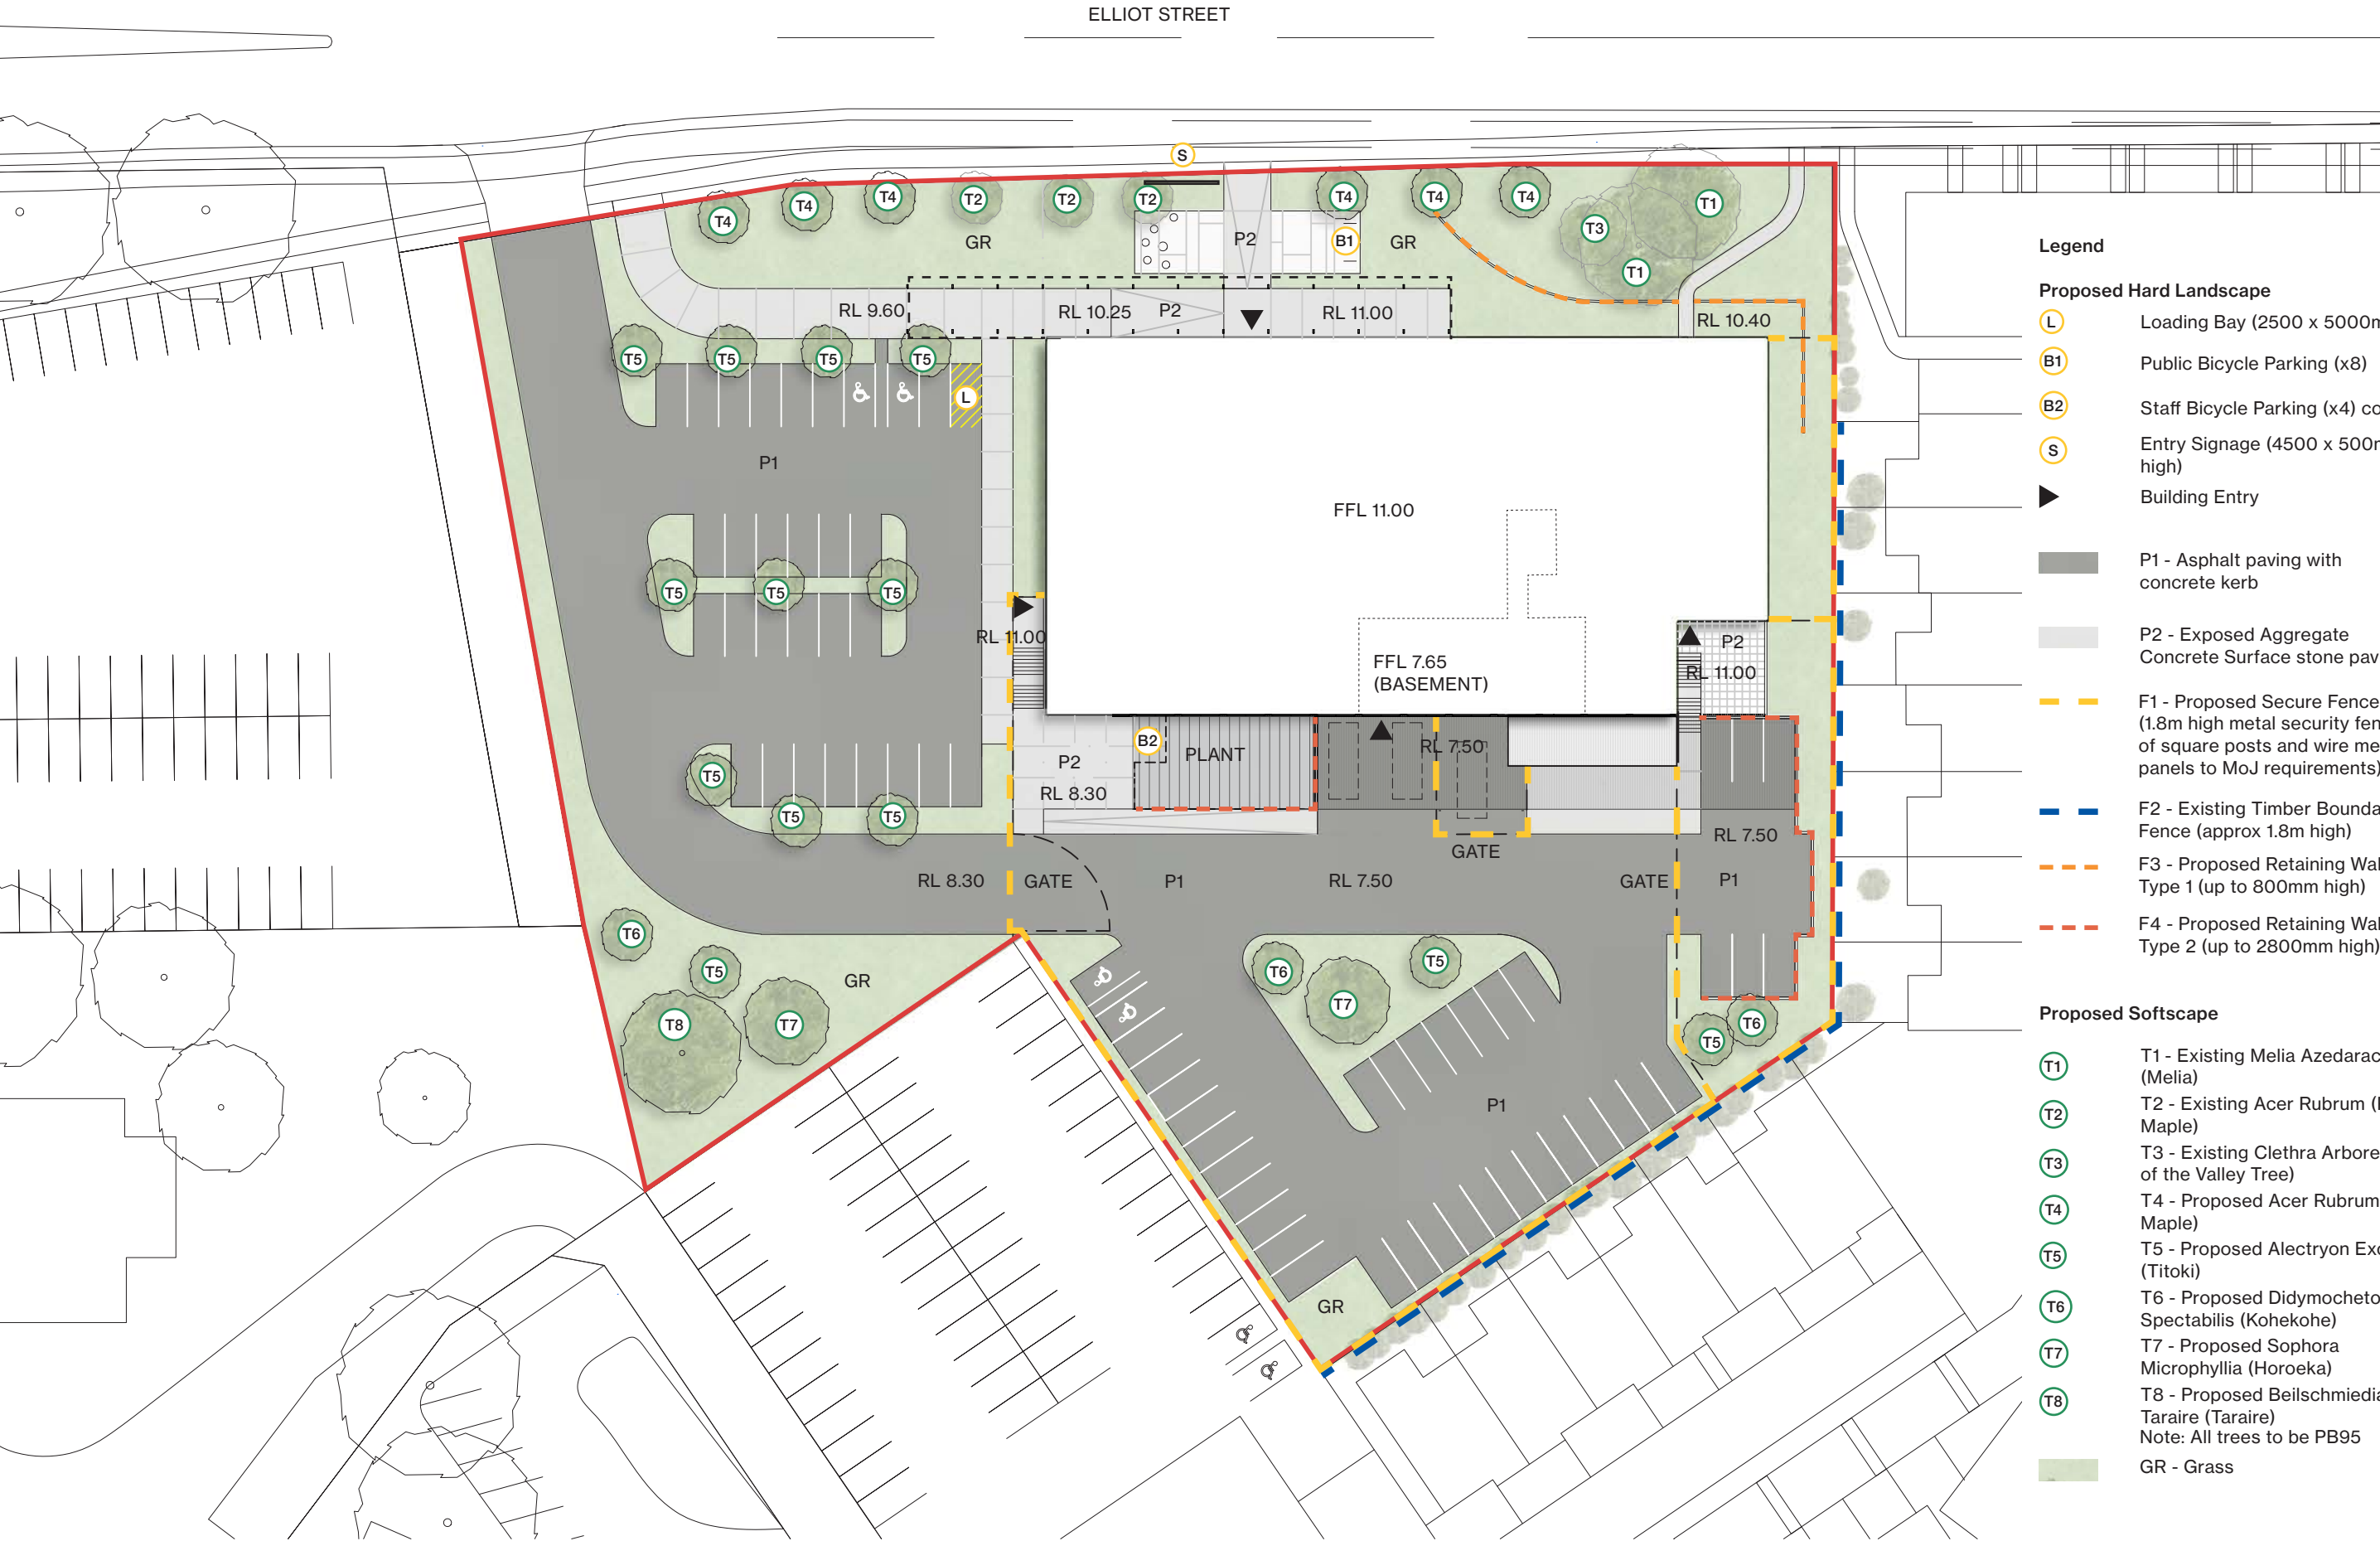 ELLIOT STREET
S
T4
T4
T4
T2
T2
T2
T4
T4
T4
T1
T3
T1
GR
P2
B1
GR
RL 9.60
RL 10.25
P2
RL 11.00
RL 10.40
T5
T5
T5
T5
L
P1
FFL 11.00
T5
T5
T5
RL 11.00
FFL 7.65
(BASEMENT)
P2
RL 11.00
B2
PLANT
RL 7.50
P2
RL 8.30
T5
T5
T5
RL 7.50
GATE
RL 8.30
GATE
P1
RL 7.50
GATE
P1
T6
T5
GR
T8
T7
T6
T5
T7
T6
T5
P1
GR
Legend
Proposed Hard Landscape
L
Loading Bay (2500 x 5000m
B1
Public Bicycle Parking (x8)
B2
Staff Bicycle Parking (x4) co
S
Entry Signage (4500 x 500m
high)
Building Entry
P1 - Asphalt paving with
concrete kerb
P2 - Exposed Aggregate
Concrete Surface stone pav
F1 - Proposed Secure Fence
(1.8m high metal security fen
of square posts and wire me
panels to MoJ requirements)
F2 - Existing Timber Bounda
Fence (approx 1.8m high)
F3 - Proposed Retaining Wal
Type 1 (up to 800mm high)
F4 - Proposed Retaining Wal
Type 2 (up to 2800mm high)
Proposed Softscape
T1
T1 - Existing Melia Azedarac
(Melia)
T2
T2 - Existing Acer Rubrum (
Maple)
T3
T3 - Existing Clethra Arbore
of the Valley Tree)
T4
T4 - Proposed Acer Rubrum
Maple)
T5
T5 - Proposed Alectryon Exc
(Titoki)
T6
T6 - Proposed Didymocheto
Spectabilis (Kohekohe)
T7
T7 - Proposed Sophora
Microphyllia (Horoeka)
T8
T8 - Proposed Beilschmiedia
Taraire (Taraire)
Note: All trees to be PB95
GR - Grass